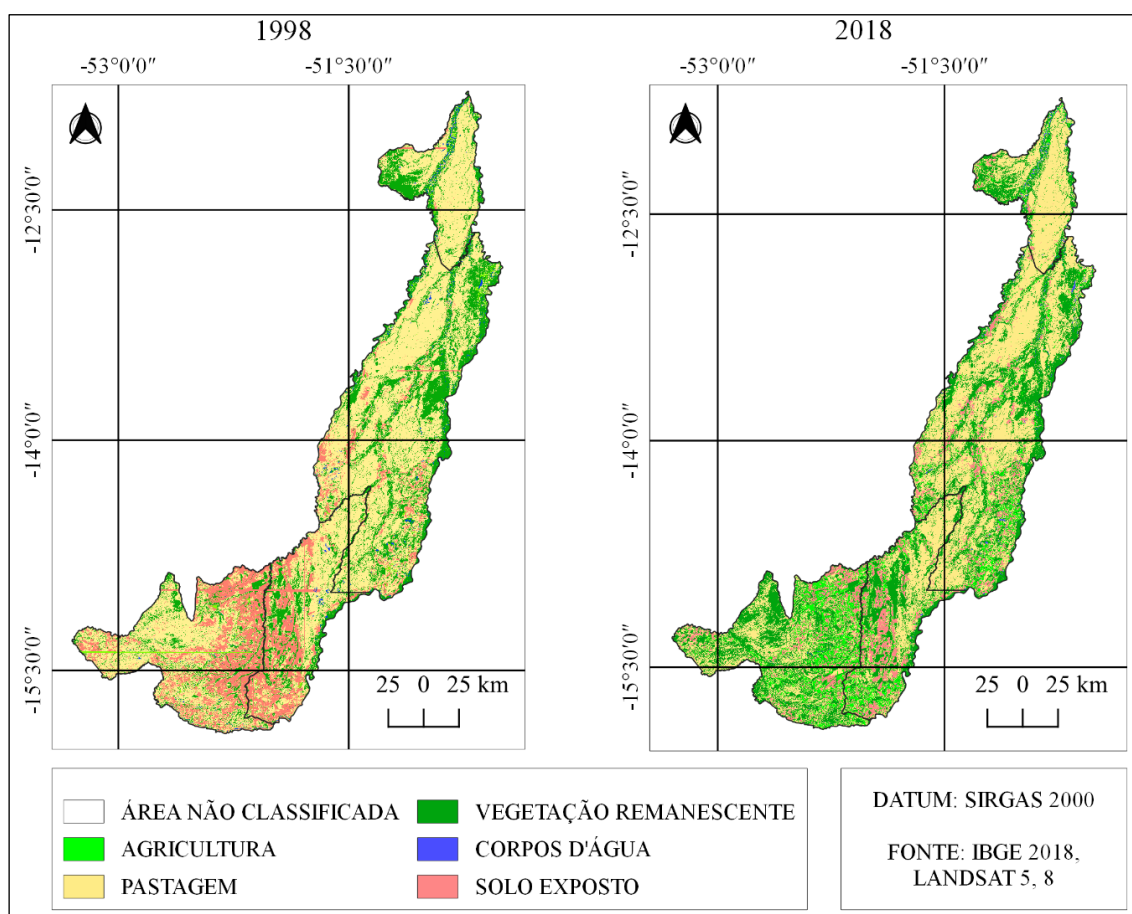 1998
2018
-53°0′0″
-51°30′0″
-53°0′0″
-51°30′0″
-12°30′0″
-14°0′0″
-15°30′0″
25 0 25 km
-12°30′0″
-14°0′0″
-15°30′0″
25 0 25 km
ÁREA NÃO CLASSIFICADA
AGRICULTURA
PASTAGEM
VEGETAÇÃO REMANESCENTE
CORPOS D'ÁGUA
SOLO EXPOSTO
DATUM: SIRGAS 2000
FONTE: IBGE 2018,
LANDSAT 5, 8